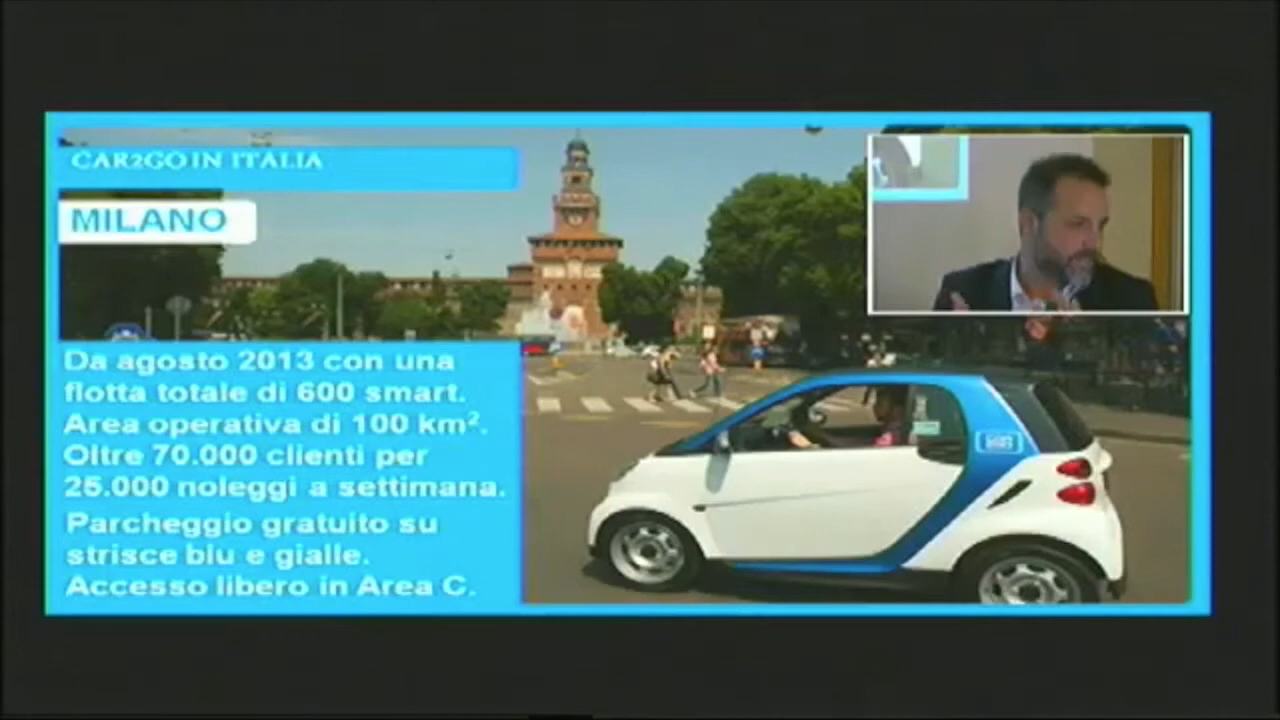 CAR2GO IN ITALIA
MILANO
Da agosto 2013 con una
flotta totale di 600 smart.
Area operativa di 100 km².
Oltre 70.000 clienti per
25.000 noleggi a settimana.
Parcheggio gratuito su
strisce blu e gialle.
Accesso libero in Area C.